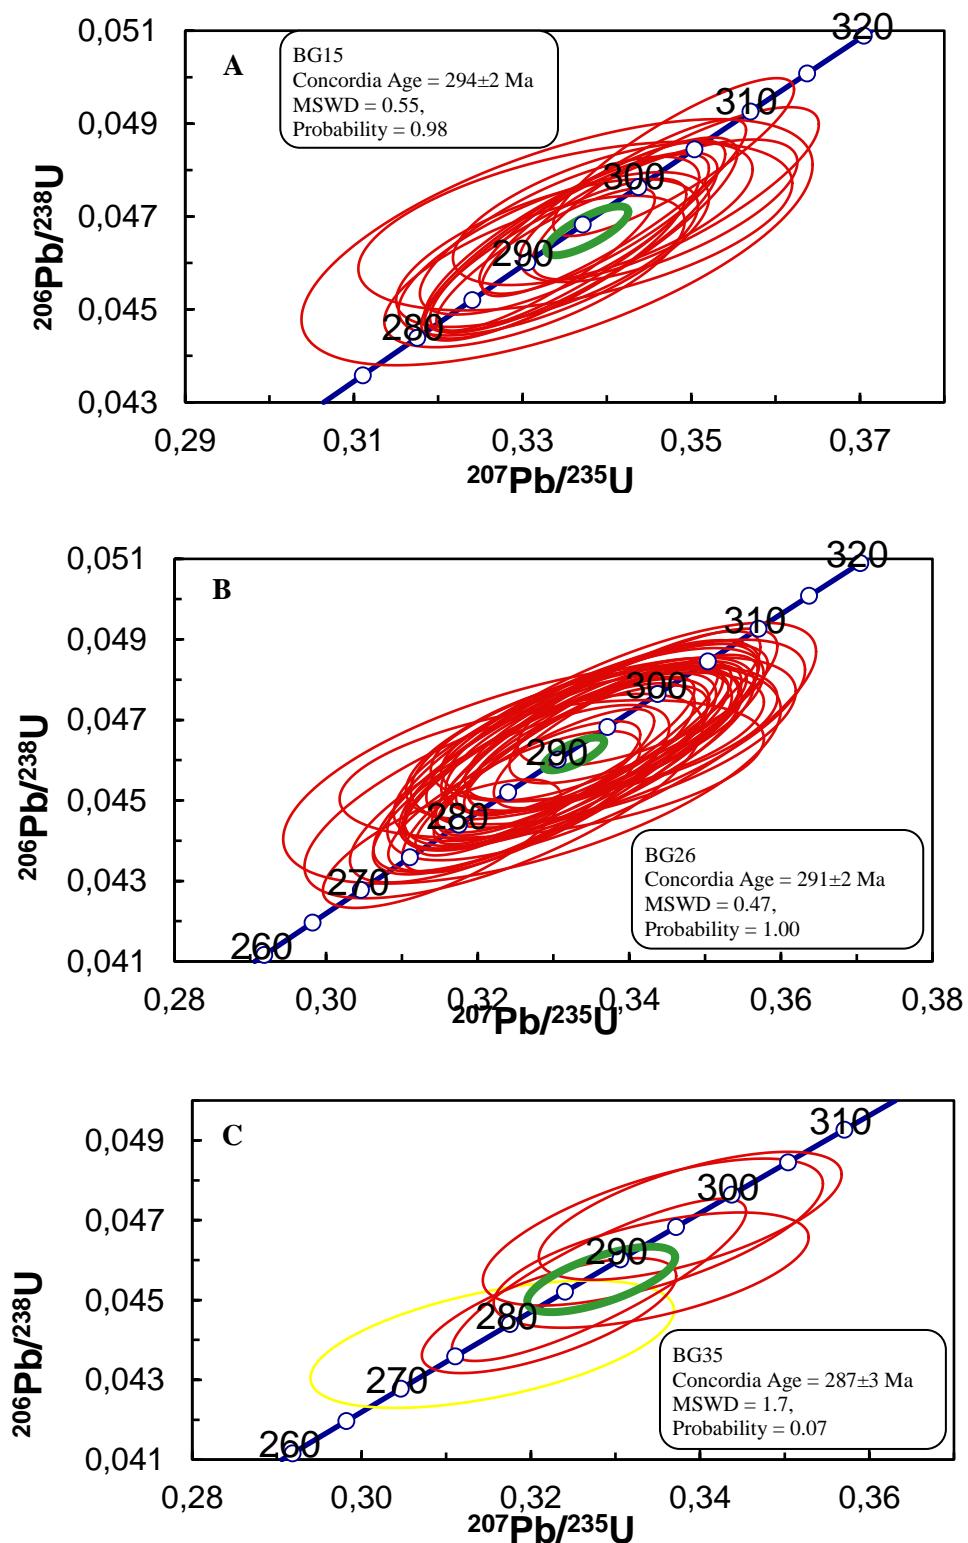 A
BG15
Concordia Age = 294±2 Ma
MSWD = 0.55,
Probability = 0.98
0,051
0,049
0,047
0,045
0,043
206Pb/238U
320
310
300
290
280
0,29
0,31
0,33
0,35
0,37
207Pb/235U
B
0,051
0,049
0,047
0,045
0,043
0,041
206Pb/238U
320
310
300
290
280
270
260
BG26
Concordia Age = 291±2 Ma
MSWD = 0.47,
Probability = 1.00
0,28
0,30
0,32
0,34
0,36
0,38
207Pb/235U
C
0,049
0,047
0,045
0,043
0,041
206Pb/238U
310
300
290
280
270
260
BG35
Concordia Age = 287±3 Ma
MSWD = 1.7,
Probability = 0.07
0,28
0,30
0,32
0,34
0,36
207Pb/235U